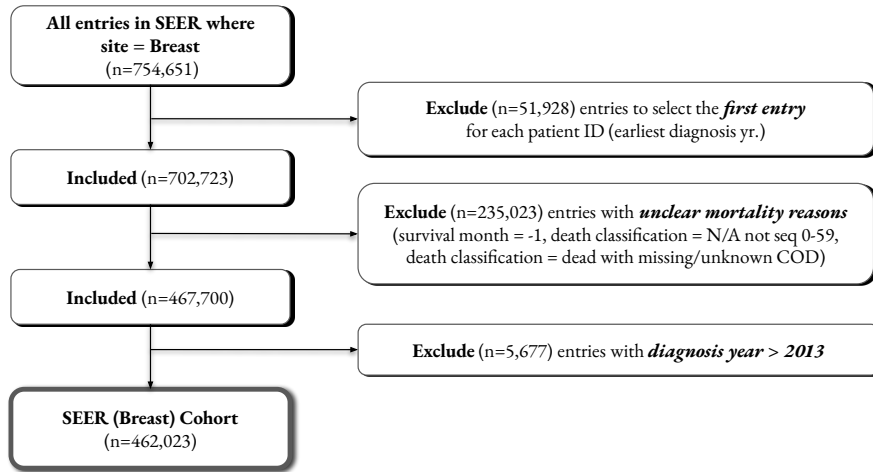 All entries in SEER where
site = Breast
(n=754,651)
Exclude (n=51,928) entries to select the first entry
for each patient ID (earliest diagnosis yr.)
Included (n=702,723)
Exclude (n=235,023) entries with unclear mortality reasons
(survival month = -1, death classification = N/A not seq 0-59,
death classification = dead with missing/unknown COD)
Included (n=467,700)
Exclude (n=5,677) entries with diagnosis year > 2013
SEER (Breast) Cohort
(n=462,023)